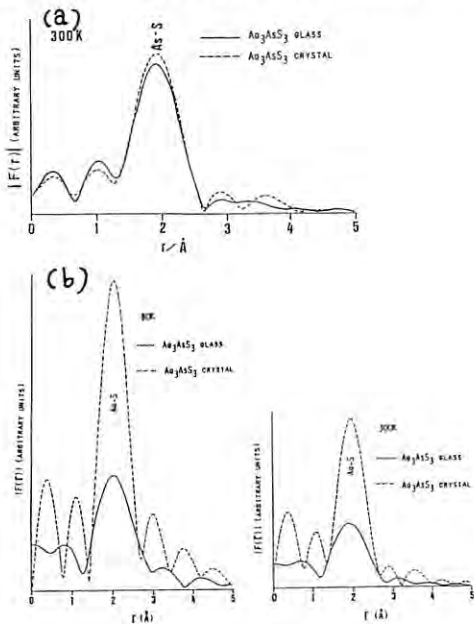 (a)
300K
As-S
Ag₃AsS₃ GLASS
Ag₃AsS₃ CRYSTAL
|F(r)| (ARBITRARY UNITS)
0 1 2 3 4 5
r/Å
(b)
80K
Ag₃AsS₃ GLASS
Ag₃AsS₃ CRYSTAL
|F(r)| (ARBITRARY UNITS)
0 1 2 3 4 5
r (Å)
300K
Ag₃AsS₃ GLASS
Ag₃AsS₃ CRYSTAL
|F(r)| (ARBITRARY UNITS)
0 1 2 3 4 5
r (Å)